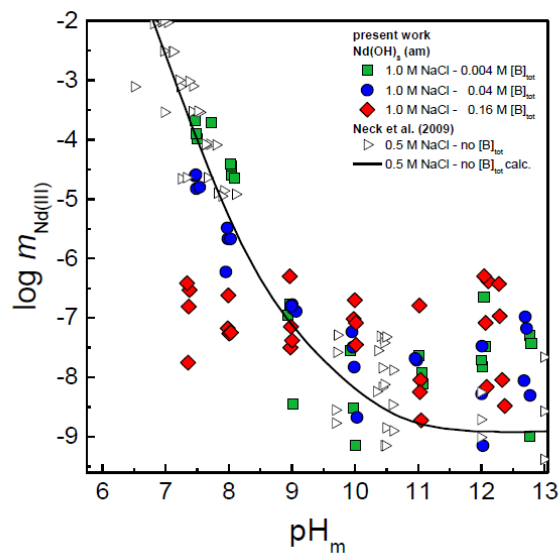 present work
Nd(OH)₃ (am)
1.0 M NaCl - 0.004 M [B]tot
1.0 M NaCl - 0.04 M [B]tot
1.0 M NaCl - 0.16 M [B]tot
Neck et al. (2009)
0.5 M NaCl - no [B]tot
0.5 M NaCl - no [B]tot calc.
log mNd(III)
-2
-3
-4
-5
-6
-7
-8
-9
6 7 8 9 10 11 12 13
pHm